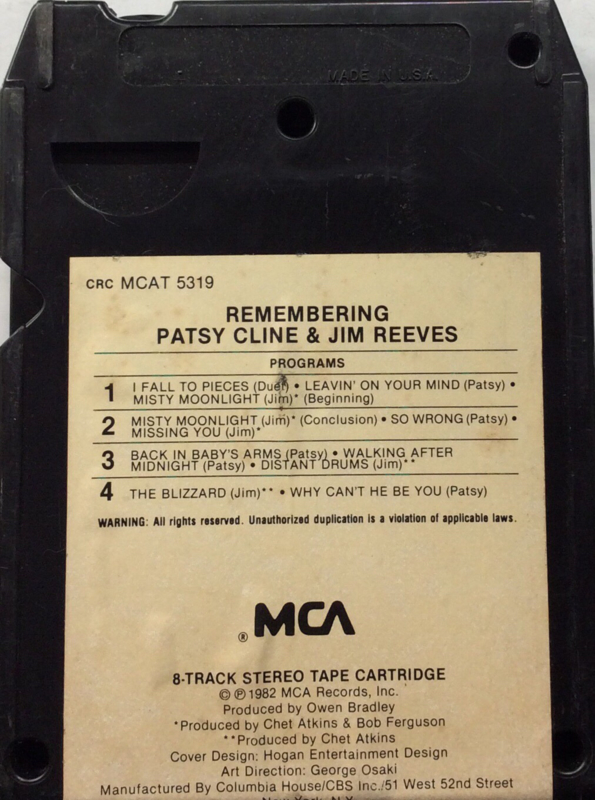 MADE IN U.S.A.
CRC MCAT 5319
REMEMBERING
PATSY CLINE & JIM REEVES
PROGRAMS
1 I FALL TO PIECES (Duet) • LEAVIN' ON YOUR MIND (Patsy) •
MISTY MOONLIGHT (Jim)* (Beginning)
2 MISTY MOONLIGHT (Jim)* (Conclusion) • SO WRONG (Patsy) •
MISSING YOU (Jim)*
3 BACK IN BABY'S ARMS (Patsy) • WALKING AFTER
MIDNIGHT (Patsy) • DISTANT DRUMS (Jim)**
4 THE BLIZZARD (Jim)** • WHY CAN'T HE BE YOU (Patsy)
WARNING: All rights reserved. Unauthorized duplication is a violation of applicable laws.
® MCA
8-TRACK STEREO TAPE CARTRIDGE
© ℗ 1982 MCA Records, Inc.
Produced by Owen Bradley
*Produced by Chet Atkins & Bob Ferguson
**Produced by Chet Atkins
Cover Design: Hogan Entertainment Design
Art Direction: George Osaki
Manufactured By Columbia House/CBS Inc./51 West 52nd Street
New York, N.Y.